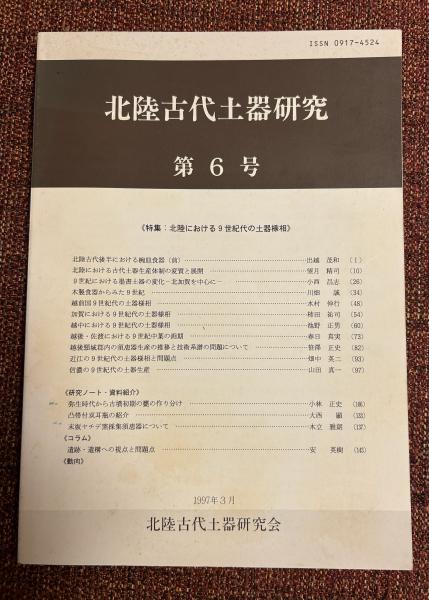 ISSN 0917-4524
北陸古代土器研究
第6号
《特集：北陸における9世紀代の土器様相》
北陸古代後半における椀皿食器（前） 出越 茂和 (1)
北陸における古代土器生産体制の変質と展開 望月 精司 (10)
9世紀における墨書土器の変化－北加賀を中心に－ 小西 昌志 (26)
木製食器からみた9世紀 川畑 誠 (34)
越前国9世紀代の土器様相 水村 伸行 (48)
加賀における9世紀代の土器様相 柿田 祐司 (54)
越中における9世紀代の土器様相 池野 正男 (60)
越後・佐渡における9世紀中葉の画期 春日 真実 (73)
越後頸城郡内の須恵器生産の推移と技術系譜の問題について 笹澤 正史 (82)
近江の9世紀代の土器様相と問題点 畑中 英二 (93)
信濃の9世紀代の土器生産 山田 真一 (97)
《研究ノート・資料紹介》
弥生時代から古墳初期の甕の作り分け 小林 正史 (106)
凸帯付双耳瓶の紹介 大西 顕 (133)
末坂ヤチデ窯採集須恵器について 木立 雅朗 (137)
《コラム》
遺跡・遺構への視点と問題点 安 英樹 (145)
《動向》
1997年3月
北陸古代土器研究会